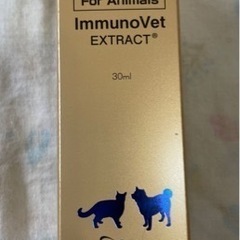 For Animals
ImmunoVet
EXTRACT®
30ml